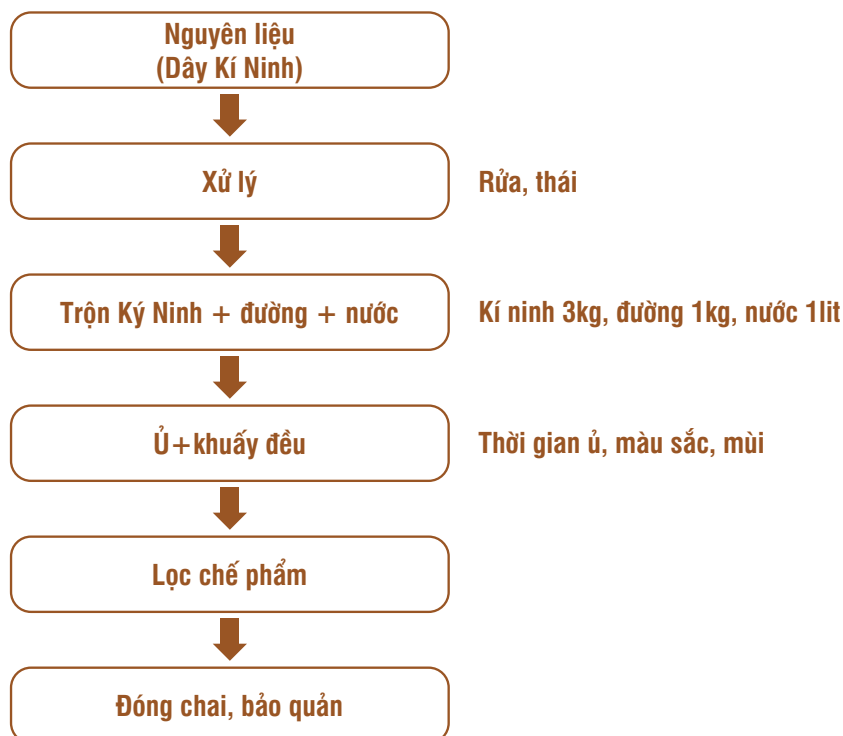 Nguyên liệu
(Dây Kí Ninh)
Xử lý
Rửa, thái
Trộn Ký Ninh + đường + nước
Kí ninh 3kg, đường 1kg, nước 1lit
Ủ+khuấy đều
Thời gian ủ, màu sắc, mùi
Lọc chế phẩm
Đóng chai, bảo quản